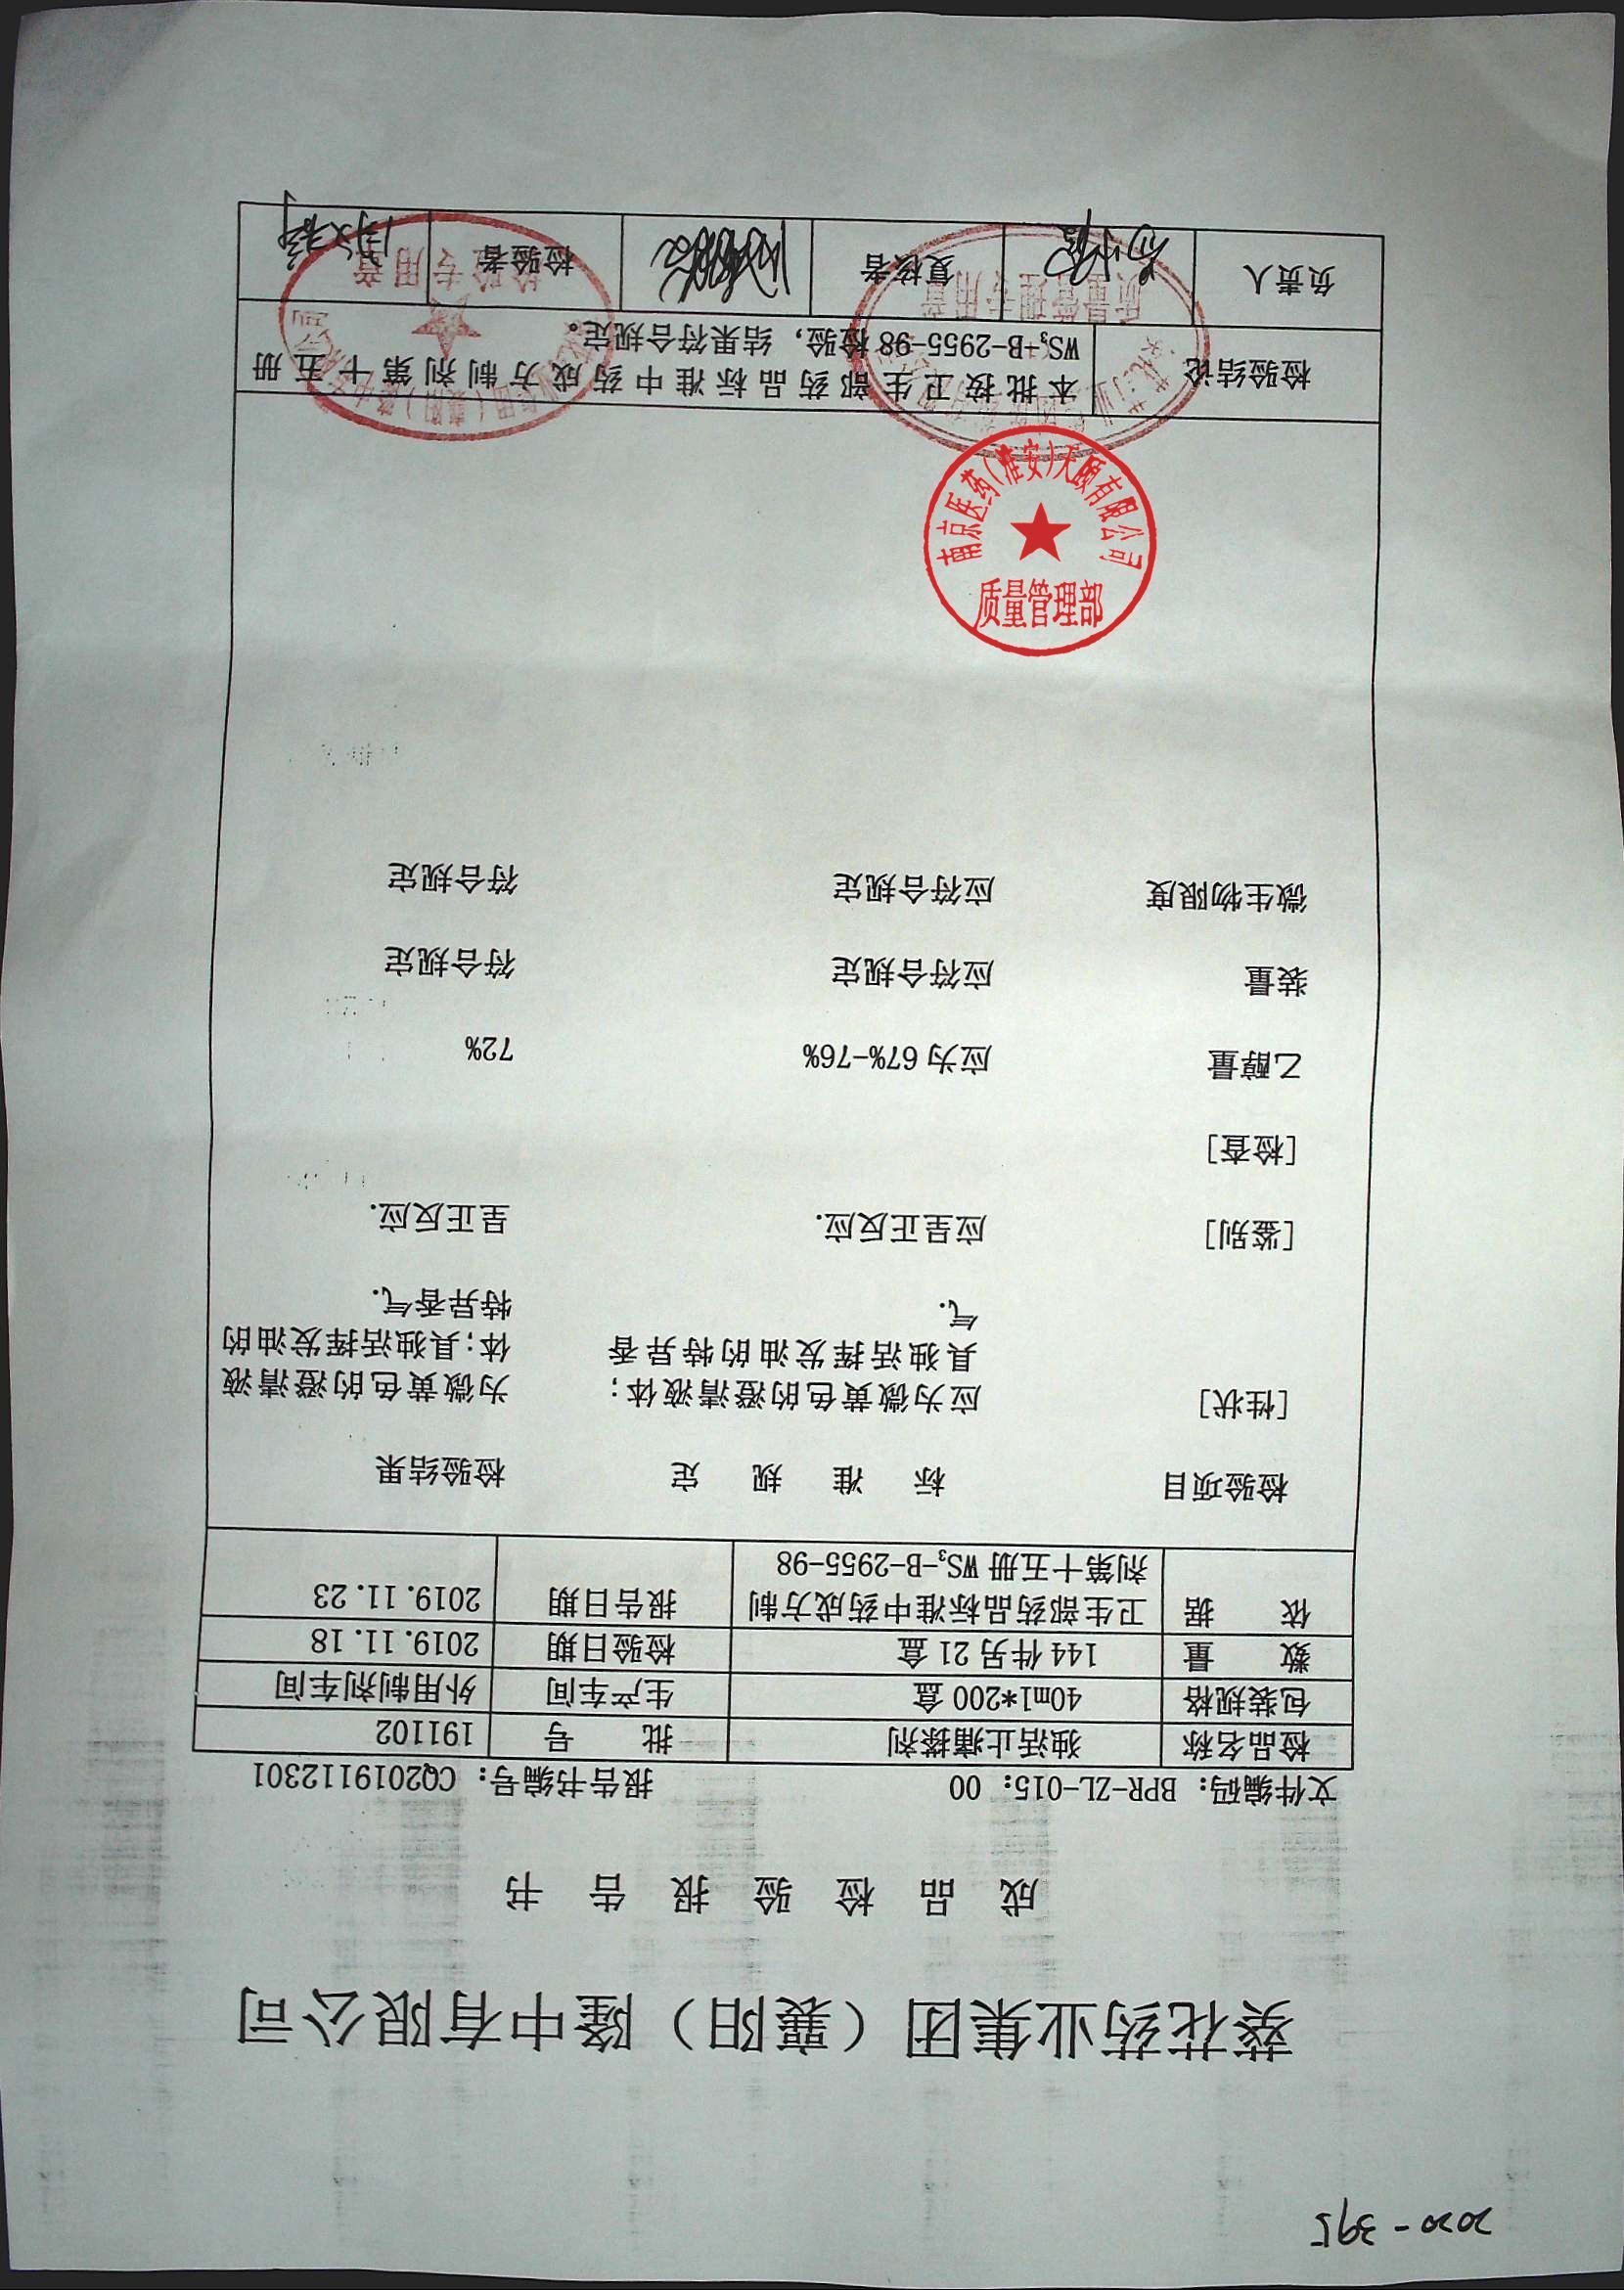 2020-395
葵花药业集团（襄阳）隆中有限公司
成品检验报告书
文件编码：BPR-ZL-015：00 报告书编号：CQ2019112301
检品名称 独活止痛搽剂 批号 191102
包装规格 40ml*200盒 生产车间 外用制剂车间
数量 144件另21盒 检验日期 2019.11.18
依据 卫生部药品标准中药成方制
剂第十五册 WS₃-B-2955-98 报告日期 2019.11.23
检验项目 标准规定 检验结果
[性状] 应为微黄色的澄清液体； 为微黄色的澄清液
具独活挥发油的特异香 体；具独活挥发油的
气. 特异香气.
[鉴别] 应呈正反应. 呈正反应.
[检查]
乙醇量 应为67%-76% 72%
装量 应符合规定 符合规定
微生物限度 应符合规定 符合规定
南京医药(淮安)天颐有限公司
质量管理部
检验结论 本批按卫生部药品标准中药成方制剂第十五册
WS₃-B-2955-98 检验，结果符合规定。
负责人 复核者 检验者
质量管理专用章
检验专用章